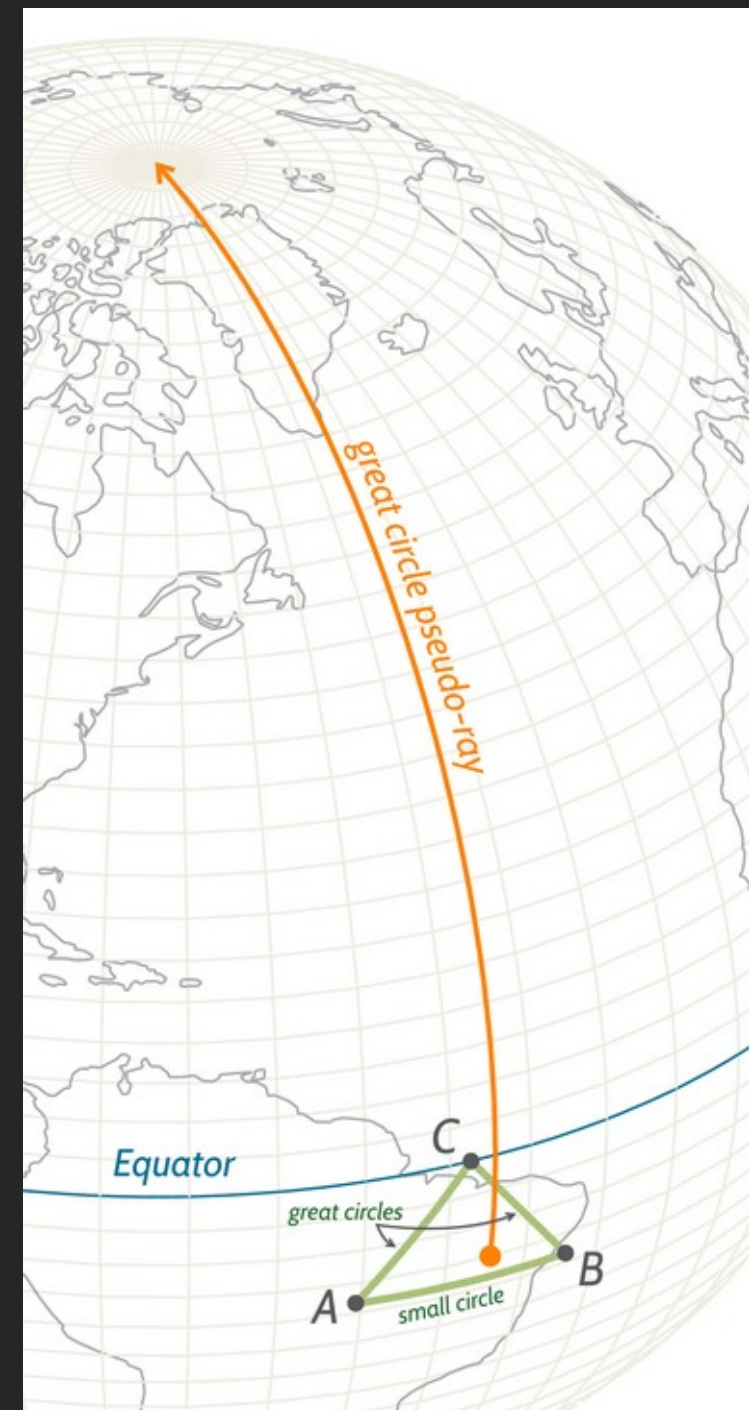 great circle pseudo-ray
C
Equator
great circles
B
A
small circle